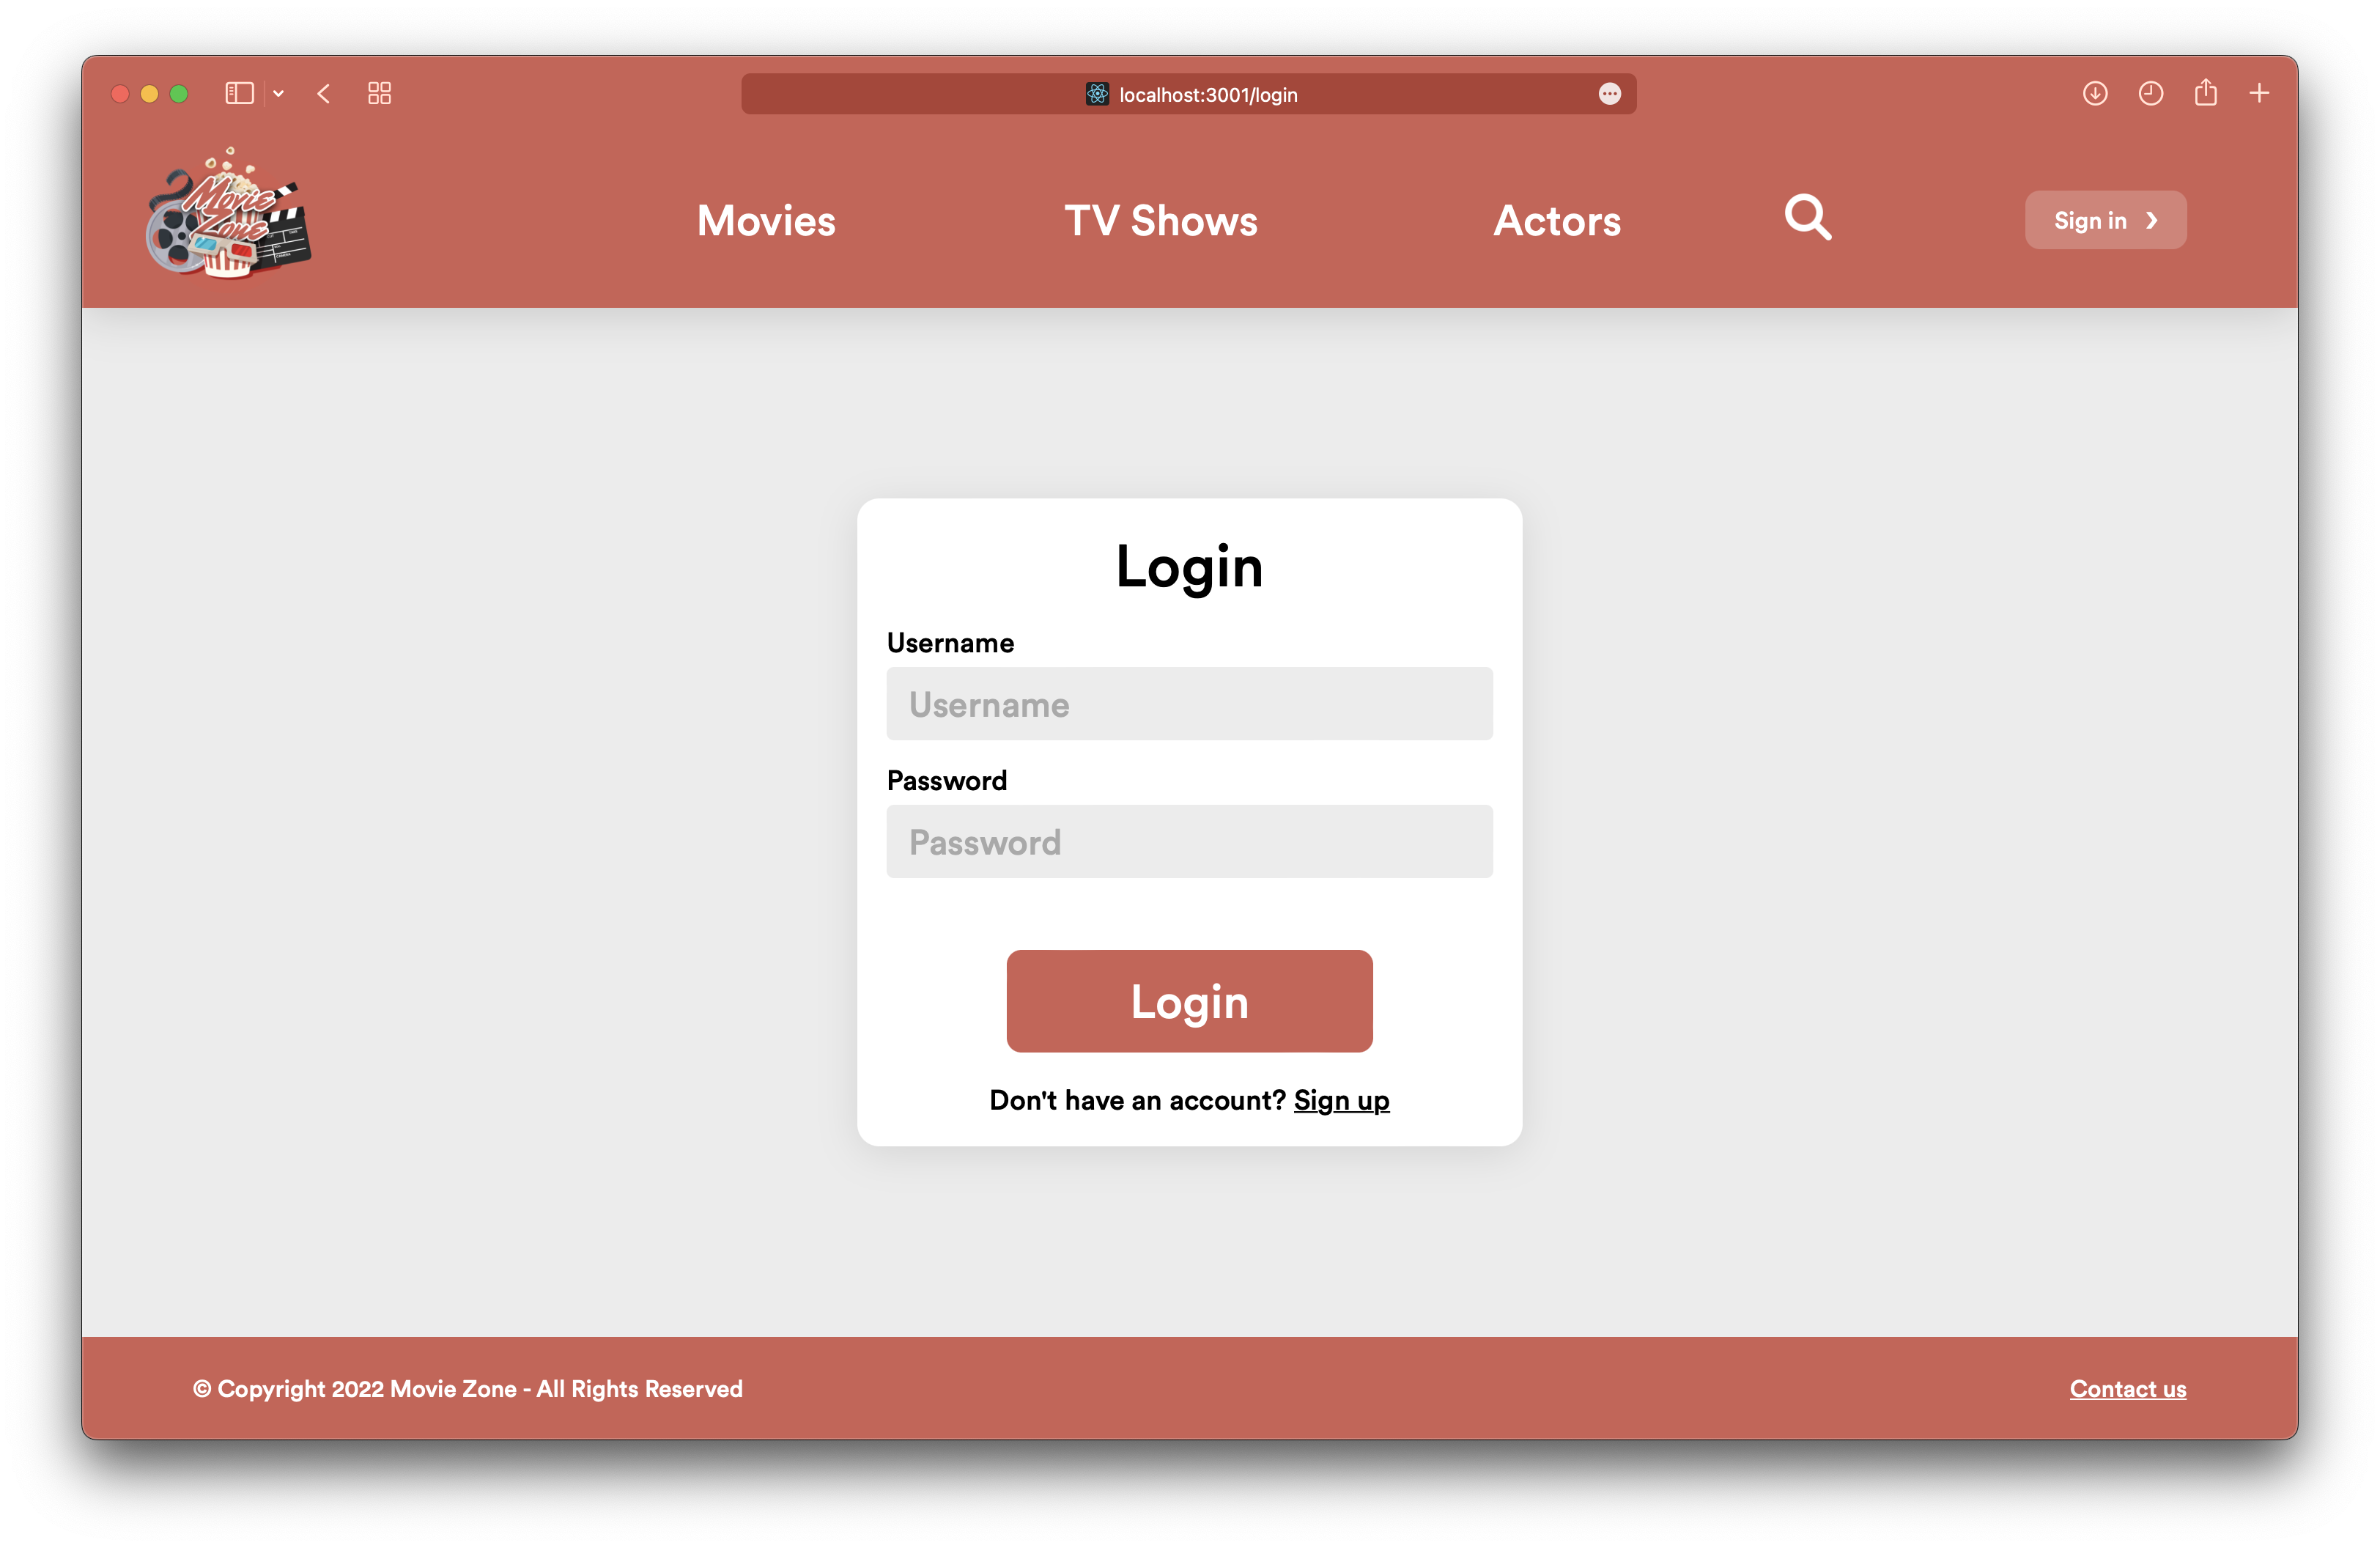 localhost:3001/login
Movie Zone
Movies TV Shows Actors Sign in
Login
Username
Username
Password
Password
Login
Don't have an account? Sign up
© Copyright 2022 Movie Zone - All Rights Reserved Contact us